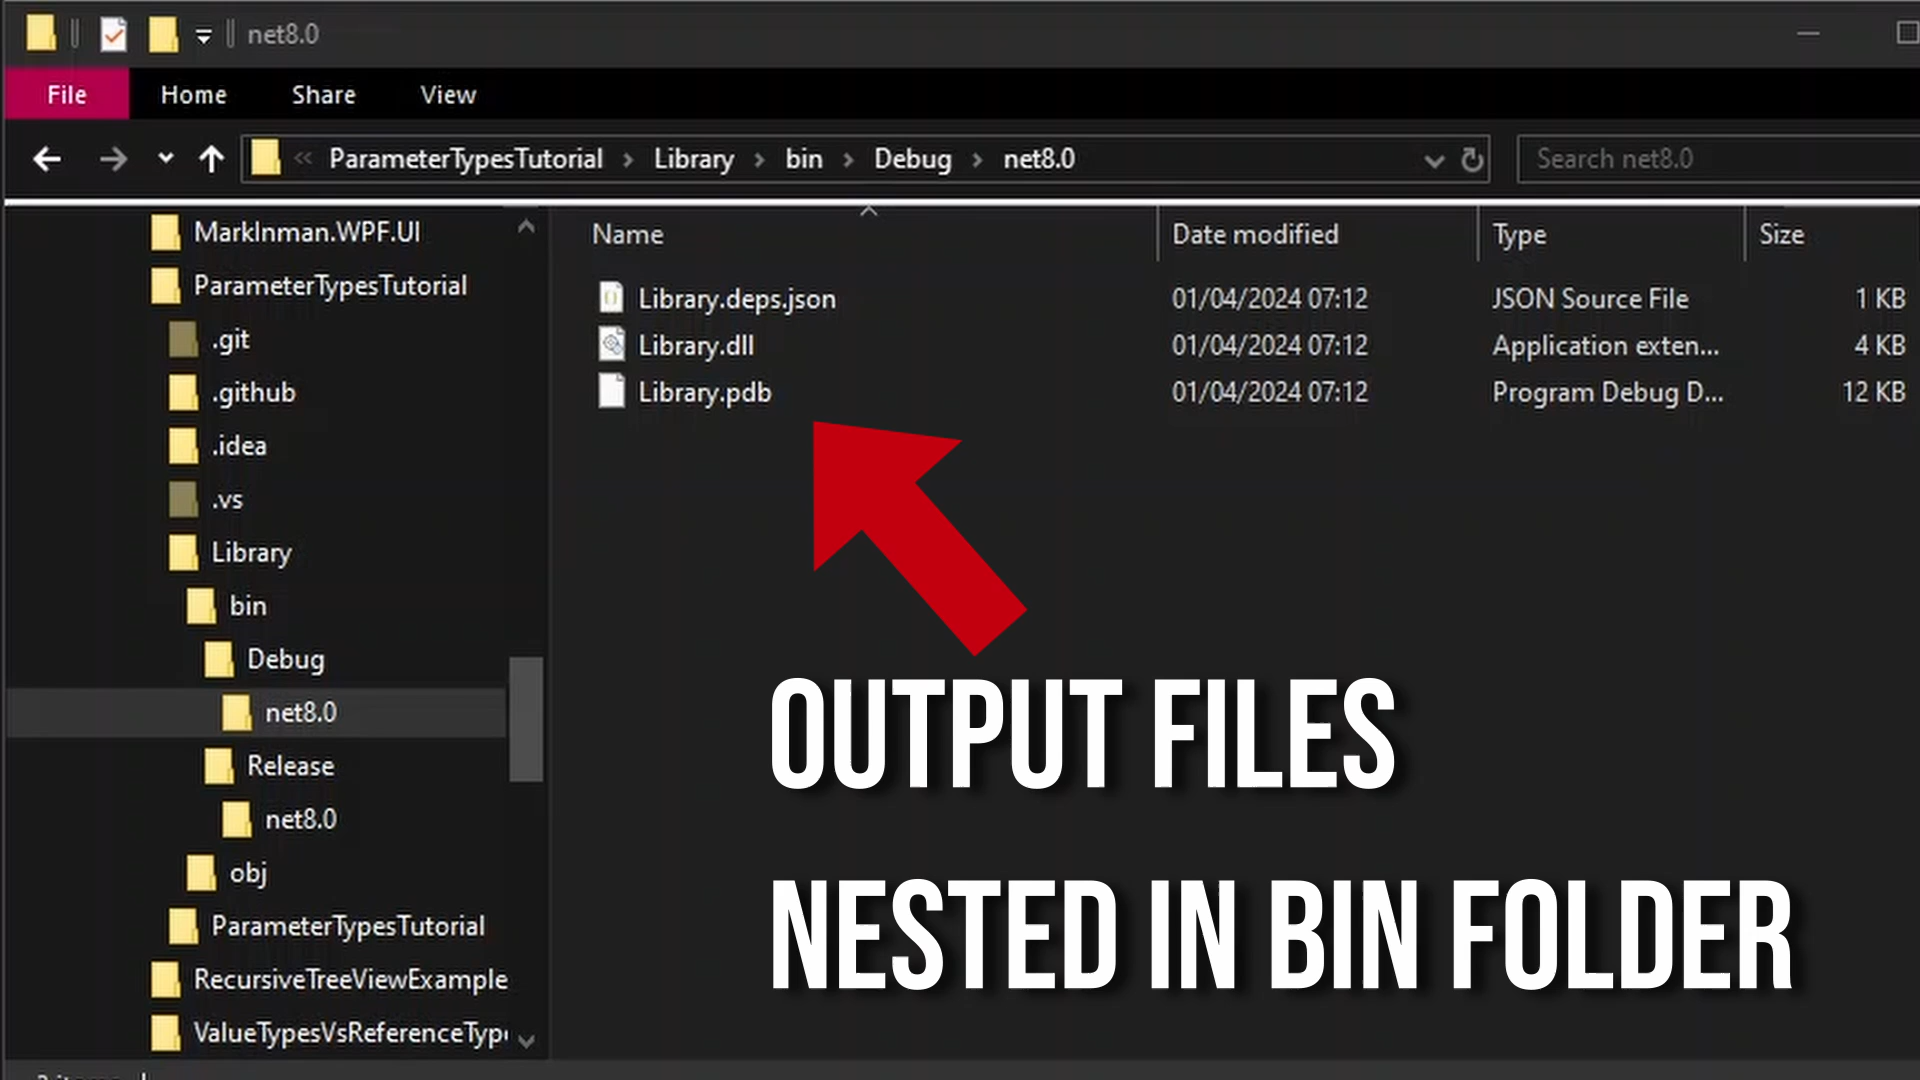 net8.0
File Home Share View
« ParameterTypesTutorial > Library > bin > Debug > net8.0
Search net8.0
MarkInman.WPF.UI
ParameterTypesTutorial
.git
.github
.idea
.vs
Library
bin
Debug
net8.0
Release
net8.0
obj
ParameterTypesTutorial
RecursiveTreeViewExample
ValueTypesVsReferenceType
Name Date modified Type Size
Library.deps.json 01/04/2024 07:12 JSON Source File 1 KB
Library.dll 01/04/2024 07:12 Application exten... 4 KB
Library.pdb 01/04/2024 07:12 Program Debug D... 12 KB
OUTPUT FILES
NESTED IN BIN FOLDER